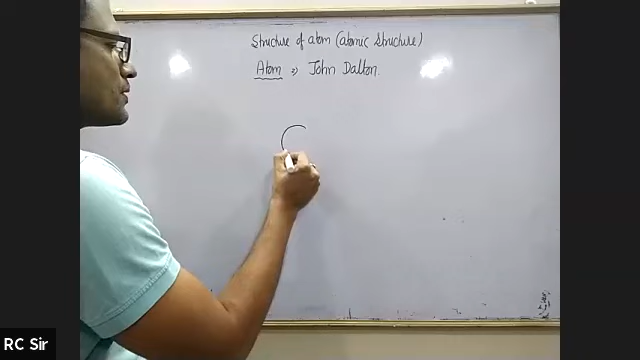 Structure of atom (atomic structure)
Atom ⇒ John Dalton.
RC Sir